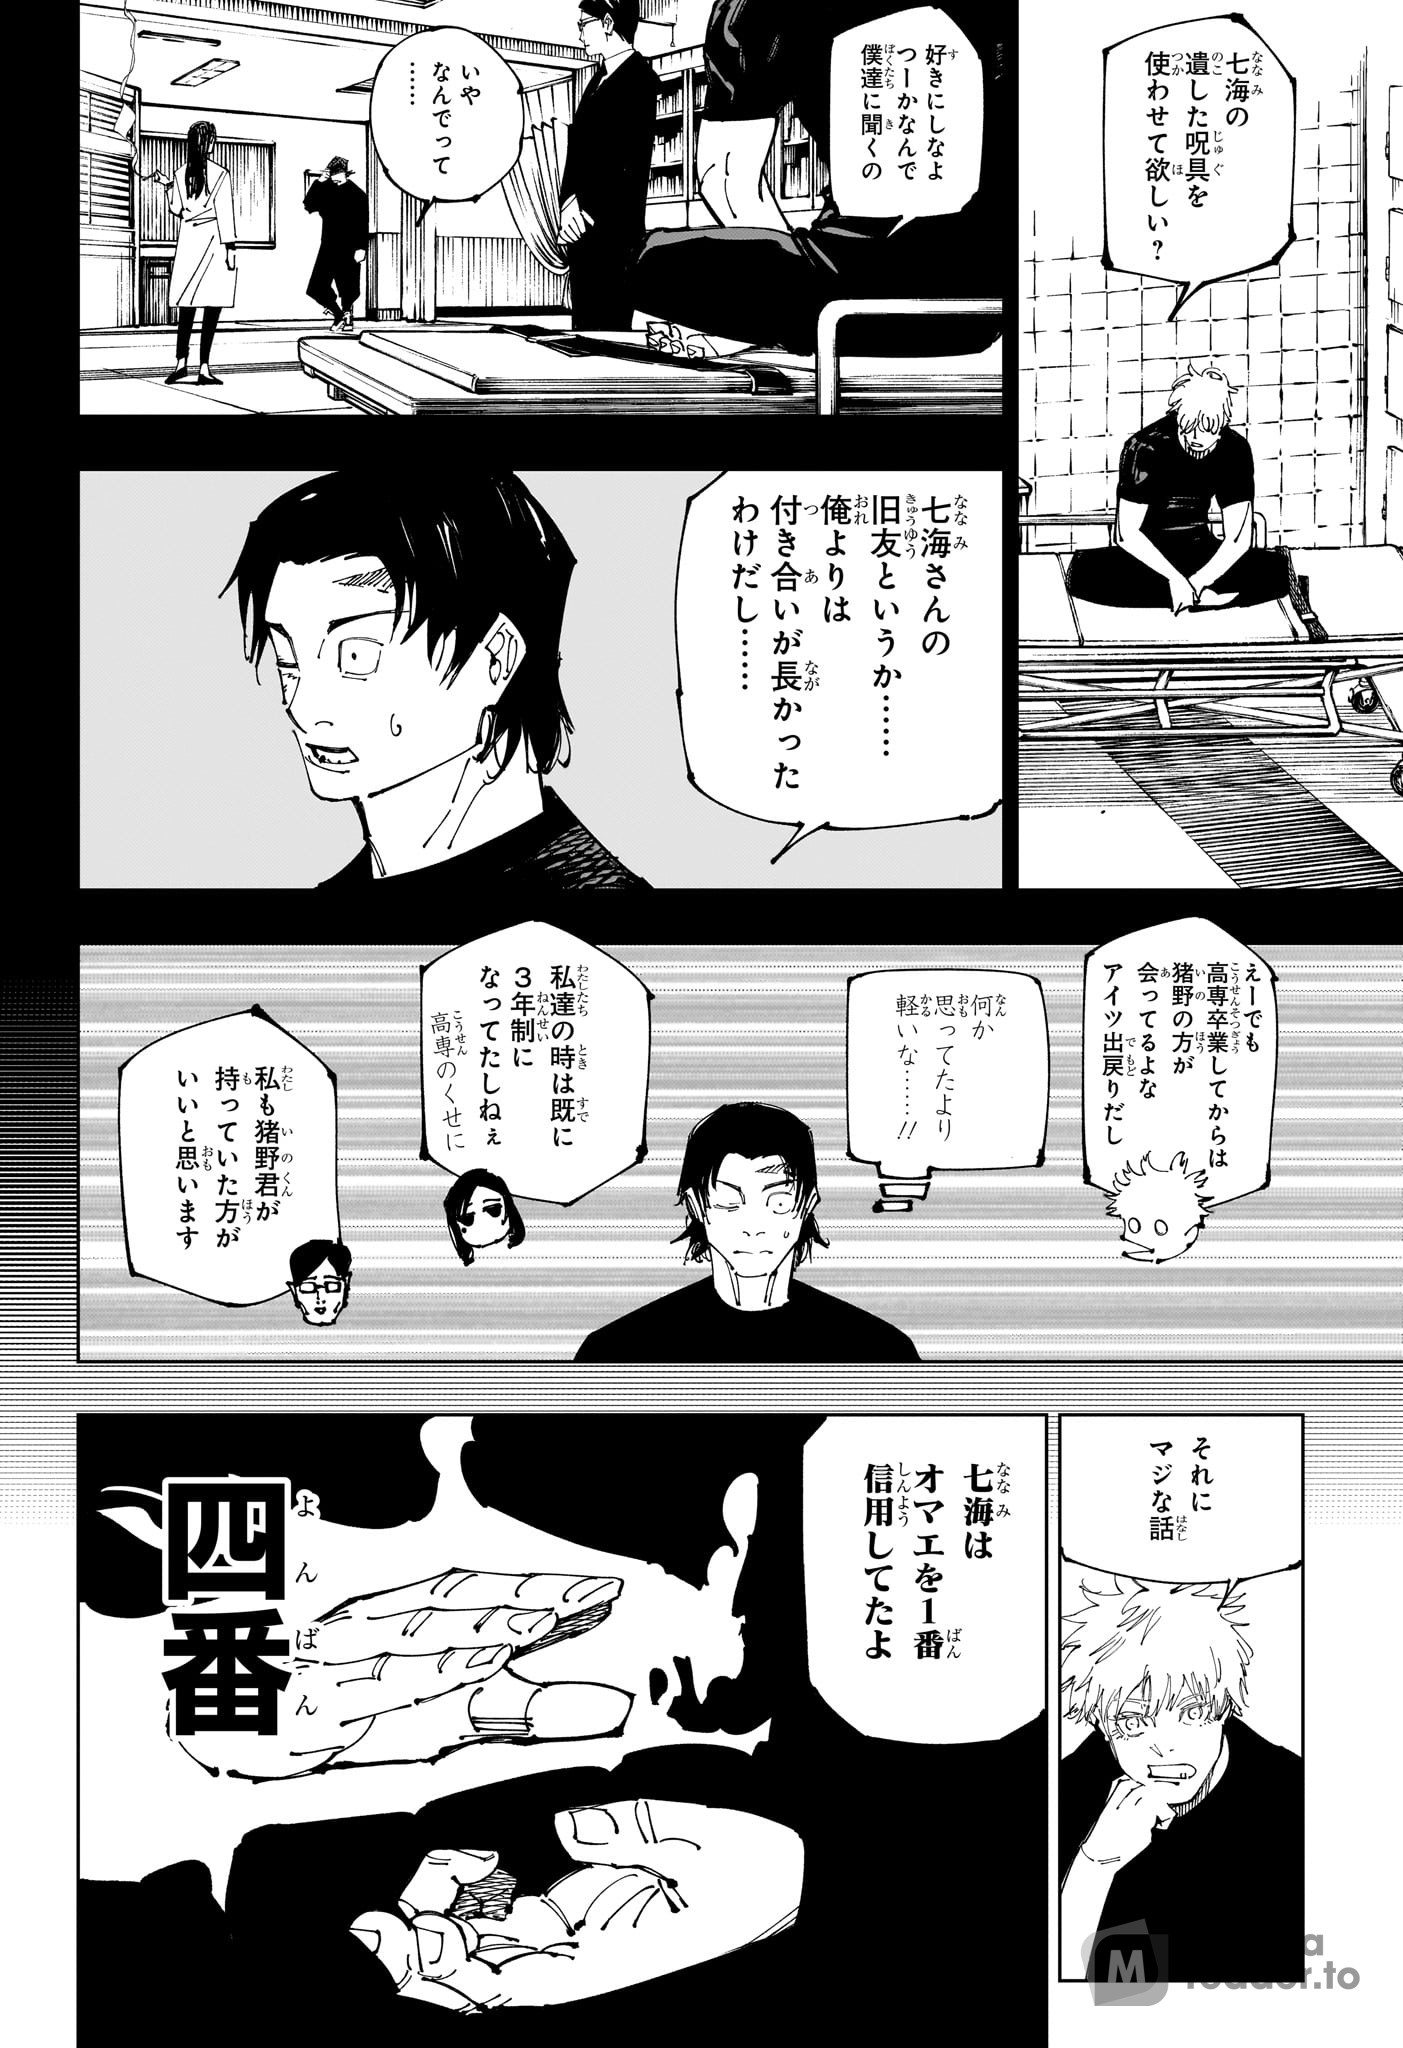 七海の
遺した呪具を
使わせて欲しい?
好きにしなよ
つーかなんで
僕達に聞くの
いや
なんでって
……
七海さんの
旧友というか……
俺よりは
付き合いが長かった
わけだし……
えーでも
高専卒業してからは
猪野の方が
会ってるよな
アイツ出戻りだし
何か
思ってたより
軽いな……!!
私達の時は既に
3年制に
なってたしねぇ
高専のくせに
私も猪野君が
持っていた方が
いいと思います
それに
マジな話
七海は
オマエを1番
信用してたよ
四番
M
a
reader.to